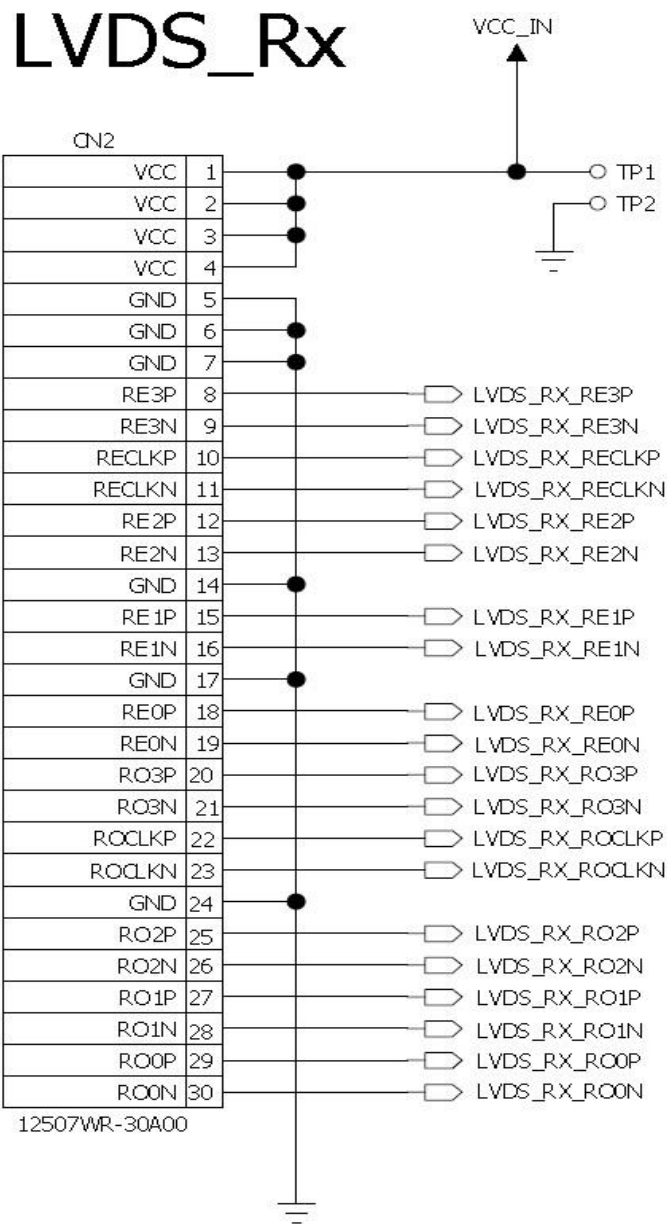 LVDS_Rx
VCC_IN
CN2
VCC 1 TP1
VCC 2 TP2
VCC 3
VCC 4
GND 5
GND 6
GND 7
RE3P 8 LVDS_RX_RE3P
RE3N 9 LVDS_RX_RE3N
RECLKP 10 LVDS_RX_RECLKP
RECLKN 11 LVDS_RX_RECLKN
RE2P 12 LVDS_RX_RE2P
RE2N 13 LVDS_RX_RE2N
GND 14
RE1P 15 LVDS_RX_RE1P
RE1N 16 LVDS_RX_RE1N
GND 17
RE0P 18 LVDS_RX_RE0P
RE0N 19 LVDS_RX_RE0N
RO3P 20 LVDS_RX_RO3P
RO3N 21 LVDS_RX_RO3N
ROCLKP 22 LVDS_RX_ROCLKP
ROCLKN 23 LVDS_RX_ROCLKN
GND 24
RO2P 25 LVDS_RX_RO2P
RO2N 26 LVDS_RX_RO2N
RO1P 27 LVDS_RX_RO1P
RO1N 28 LVDS_RX_RO1N
RO0P 29 LVDS_RX_RO0P
RO0N 30 LVDS_RX_RO0N
12507WR-30A00